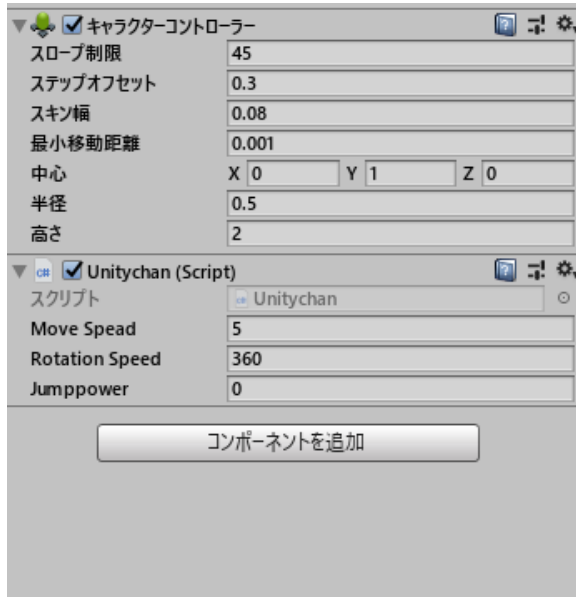 キャラクターコントローラー
スロープ制限 45
ステップオフセット 0.3
スキン幅 0.08
最小移動距離 0.001
中心 X 0 Y 1 Z 0
半径 0.5
高さ 2
c# Unitychan (Script)
スクリプト Unitychan
Move Spead 5
Rotation Speed 360
Jumppower 0
コンポーネントを追加